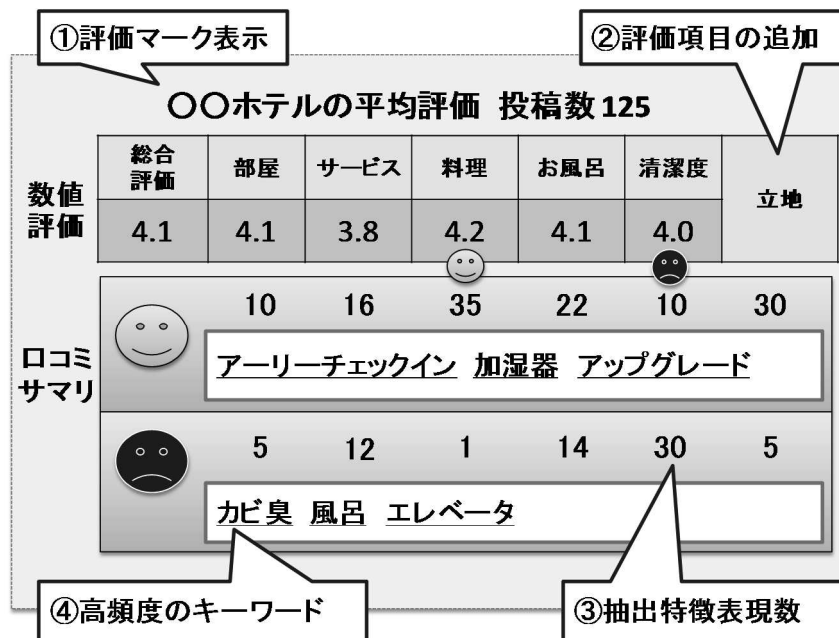 ①評価マーク表示
②評価項目の追加
〇〇ホテルの平均評価 投稿数125
数値評価
総合評価 部屋 サービス 料理 お風呂 清潔度 立地
4.1 4.1 3.8 4.2 4.1 4.0
口コミサマリ
10 16 35 22 10 30
アーリーチェックイン 加湿器 アップグレード
5 12 1 14 30 5
カビ臭 風呂 エレベータ
④高頻度のキーワード
③抽出特徴表現数